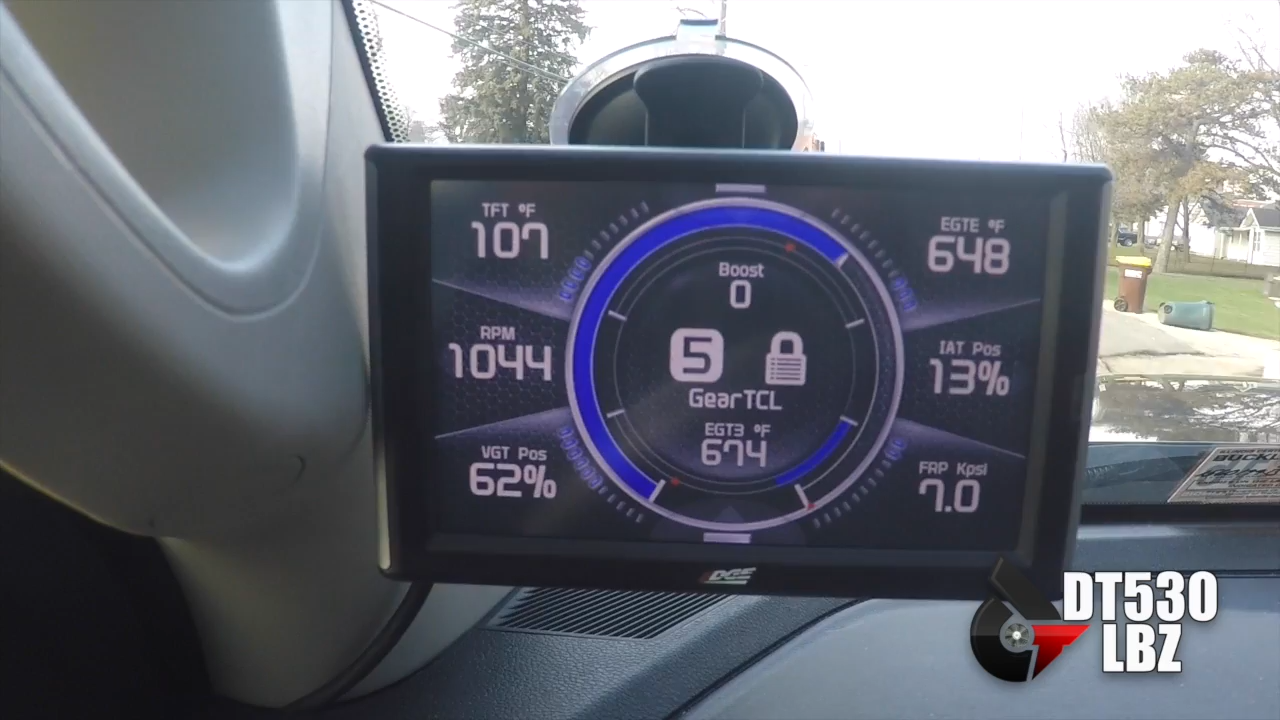 TFT °F
107
EGTE °F
648
Boost
0
RPM
1044
5
IAT Pos
13%
GearTCL
EGT3 °F
674
VGT Pos
62%
FRP Kpsi
7.0
EDGE
DT530
LBZ